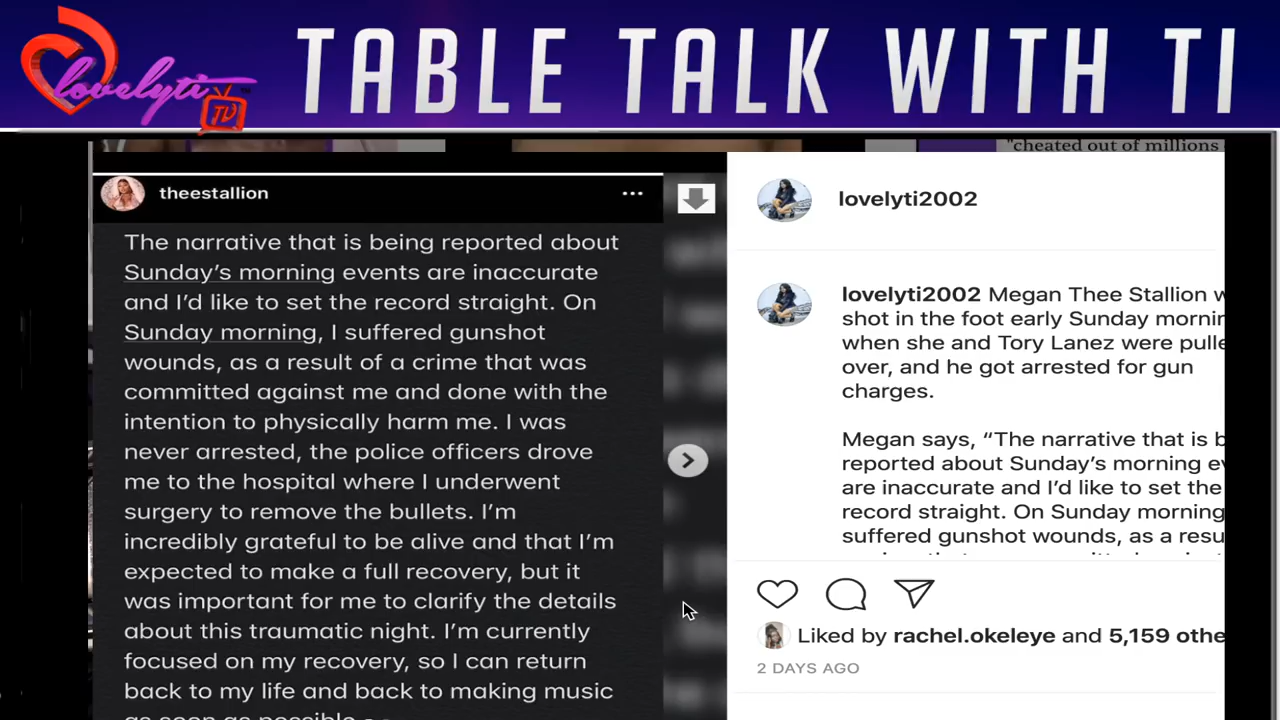 lovelyti TV
TABLE TALK WITH TI
"cheated out of millions
theestallion
The narrative that is being reported about
Sunday's morning events are inaccurate
and I'd like to set the record straight. On
Sunday morning, I suffered gunshot
wounds, as a result of a crime that was
committed against me and done with the
intention to physically harm me. I was
never arrested, the police officers drove
me to the hospital where I underwent
surgery to remove the bullets. I'm
incredibly grateful to be alive and that I'm
expected to make a full recovery, but it
was important for me to clarify the details
about this traumatic night. I'm currently
focused on my recovery, so I can return
back to my life and back to making music
as soon as possible
lovelyti2002
lovelyti2002 Megan Thee Stallion w
shot in the foot early Sunday mornin
when she and Tory Lanez were pulle
over, and he got arrested for gun
charges.
Megan says, “The narrative that is b
reported about Sunday's morning ev
are inaccurate and I'd like to set the
record straight. On Sunday morning
suffered gunshot wounds, as a resu
Liked by rachel.okeleye and 5,159 othe
2 DAYS AGO